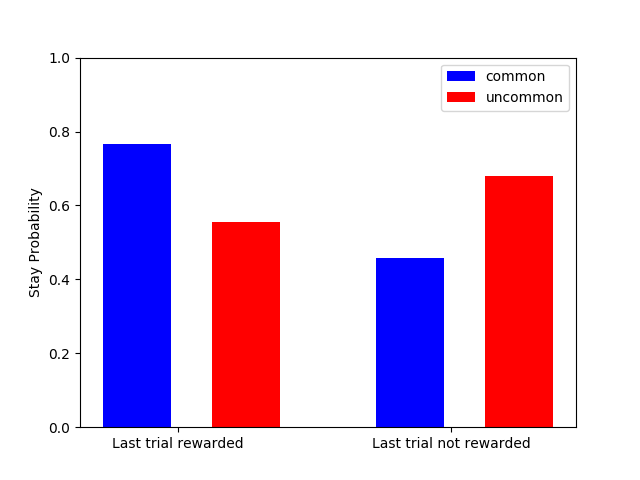 1.0
0.8
0.6
0.4
0.2
0.0
Stay Probability
common
uncommon
Last trial rewarded
Last trial not rewarded